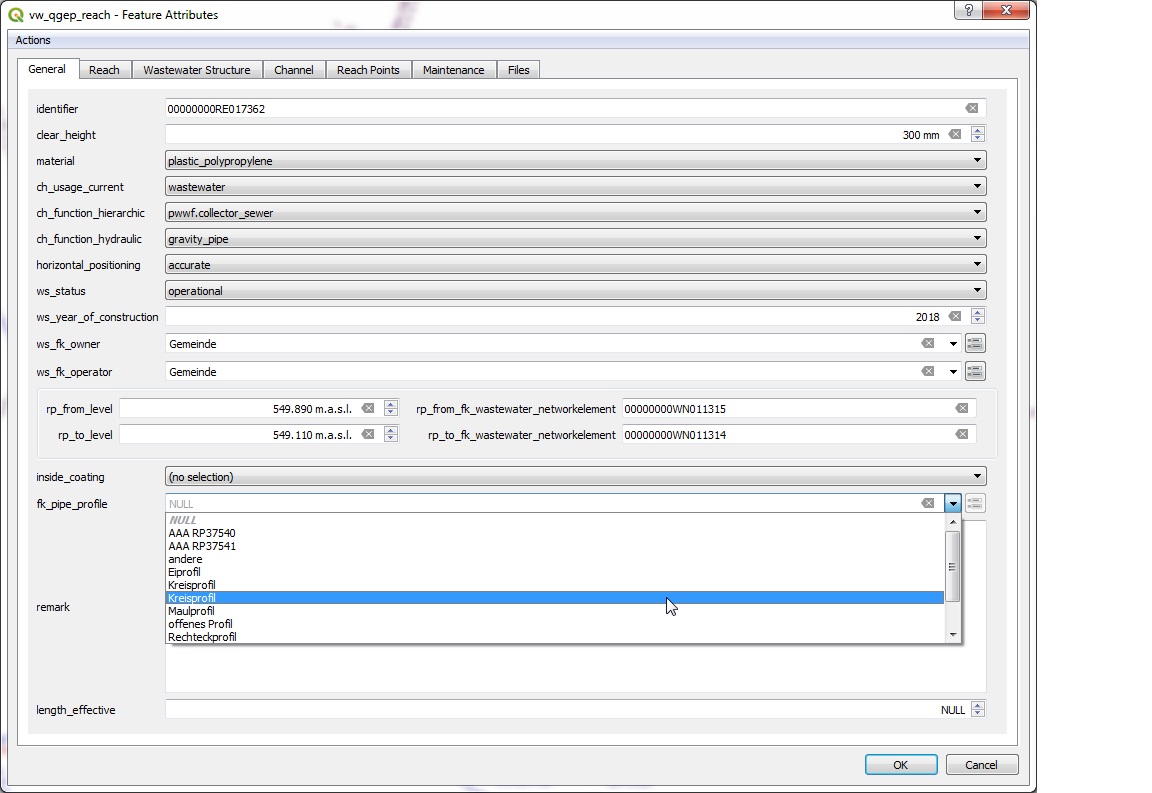 vw_qgep_reach - Feature Attributes
Actions
General Reach Wastewater Structure Channel Reach Points Maintenance Files
identifier 00000000RE017362
clear_height 300 mm
material plastic_polypropylene
ch_usage_current wastewater
ch_function_hierarchic pwwf.collector_sewer
ch_function_hydraulic gravity_pipe
horizontal_positioning accurate
ws_status operational
ws_year_of_construction 2018
ws_fk_owner Gemeinde
ws_fk_operator Gemeinde
rp_from_level 549.890 m.a.s.l. rp_from_fk_wastewater_networkelement 00000000WN011315
rp_to_level 549.110 m.a.s.l. rp_to_fk_wastewater_networkelement 00000000WN011314
inside_coating (no selection)
fk_pipe_profile NULL
NULL
AAA RP37540
AAA RP37541
andere
Eiprofil
Kreisprofil
Kreisprofil
remark
Maulprofil
offenes Profil
Rechteckprofil
length_effective NULL
OK Cancel